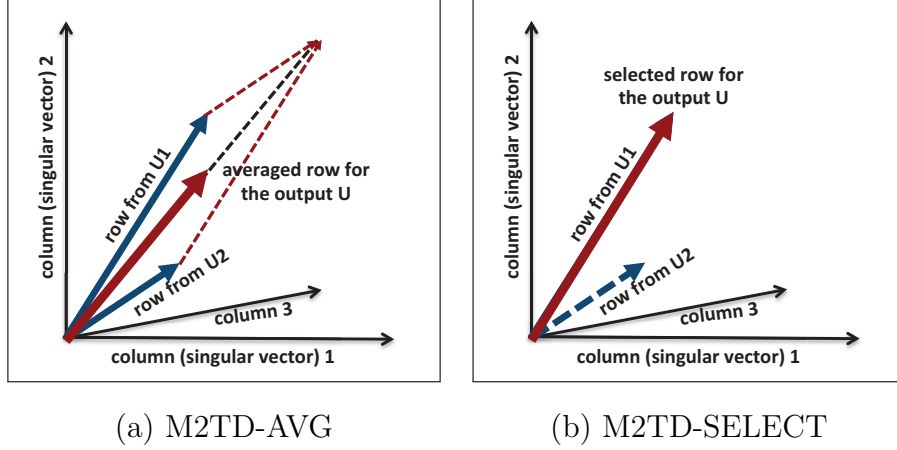 column (singular vector) 2
row from U1
averaged row for
the output U
row from U2
column 3
column (singular vector) 1
(a) M2TD-AVG
column (singular vector) 2
selected row for
the output U
row from U1
row from U2
column 3
column (singular vector) 1
(b) M2TD-SELECT